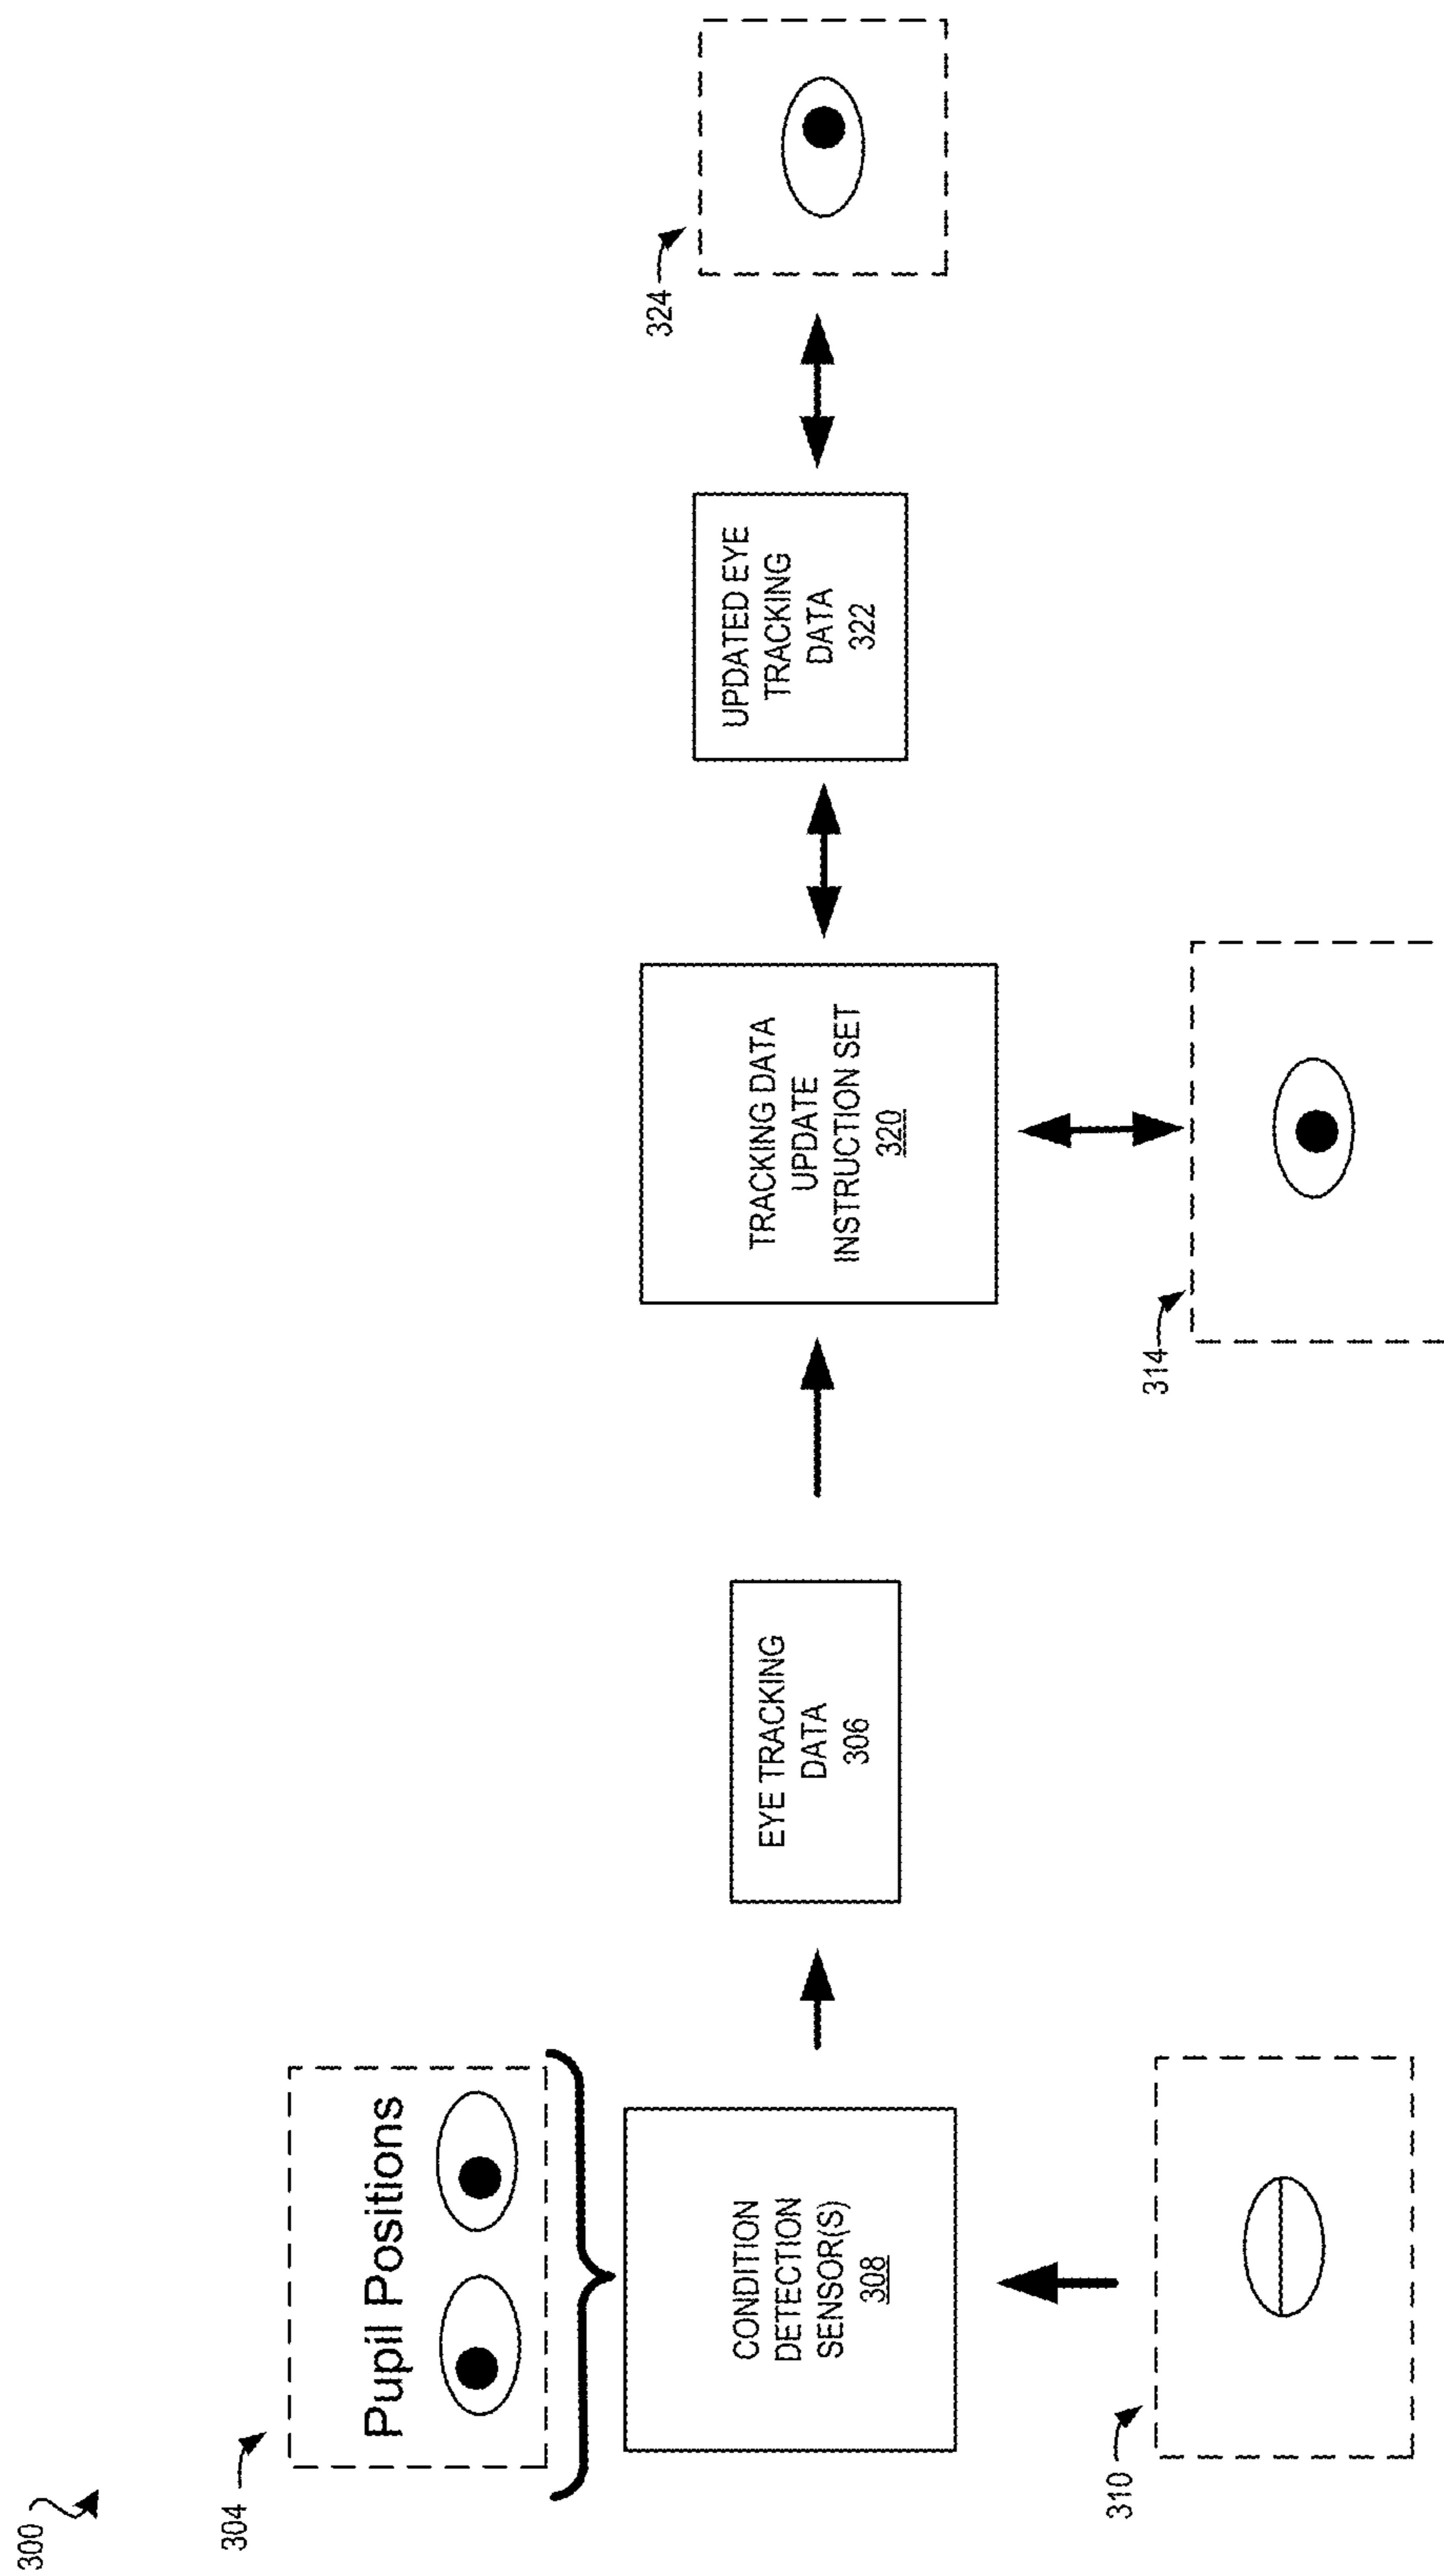 300
304
Pupil Positions
CONDITION
DETECTION
SENSOR(S)
308
310
EYE TRACKING
DATA
306
TRACKING DATA
UPDATE
INSTRUCTION SET
320
314
UPDATED EYE
TRACKING
DATA
322
324